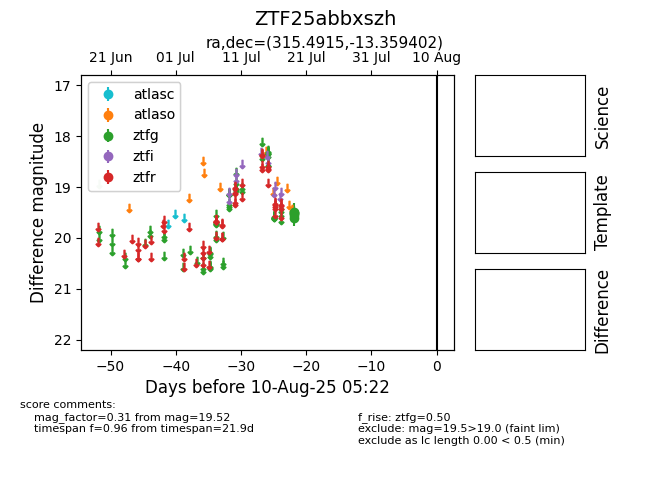 ZTF25abbxszh
ra,dec=(315.4915,-13.359402)
21 Jun 01 Jul 11 Jul 21 Jul 31 Jul 10 Aug
atlasc
atlaso
ztfg
ztfi
ztfr
17
18
19
20
21
22
Difference magnitude
−50 −40 −30 −20 −10 0
Days before 10-Aug-25 05:22
Science
Template
Difference
score comments:
mag_factor=0.31 from mag=19.52
timespan f=0.96 from timespan=21.9d
f_rise: ztfg=0.50
exclude: mag=19.5>19.0 (faint lim)
exclude as lc length 0.00 < 0.5 (min)